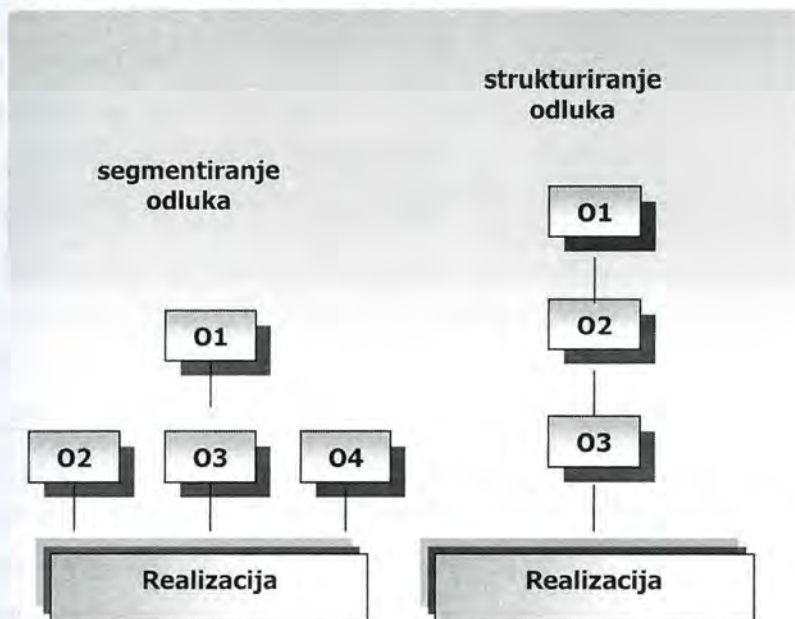 segmentiranje
odluka
O1
O2 O3 O4
Realizacija
strukturiranje
odluka
O1
O2
O3
Realizacija